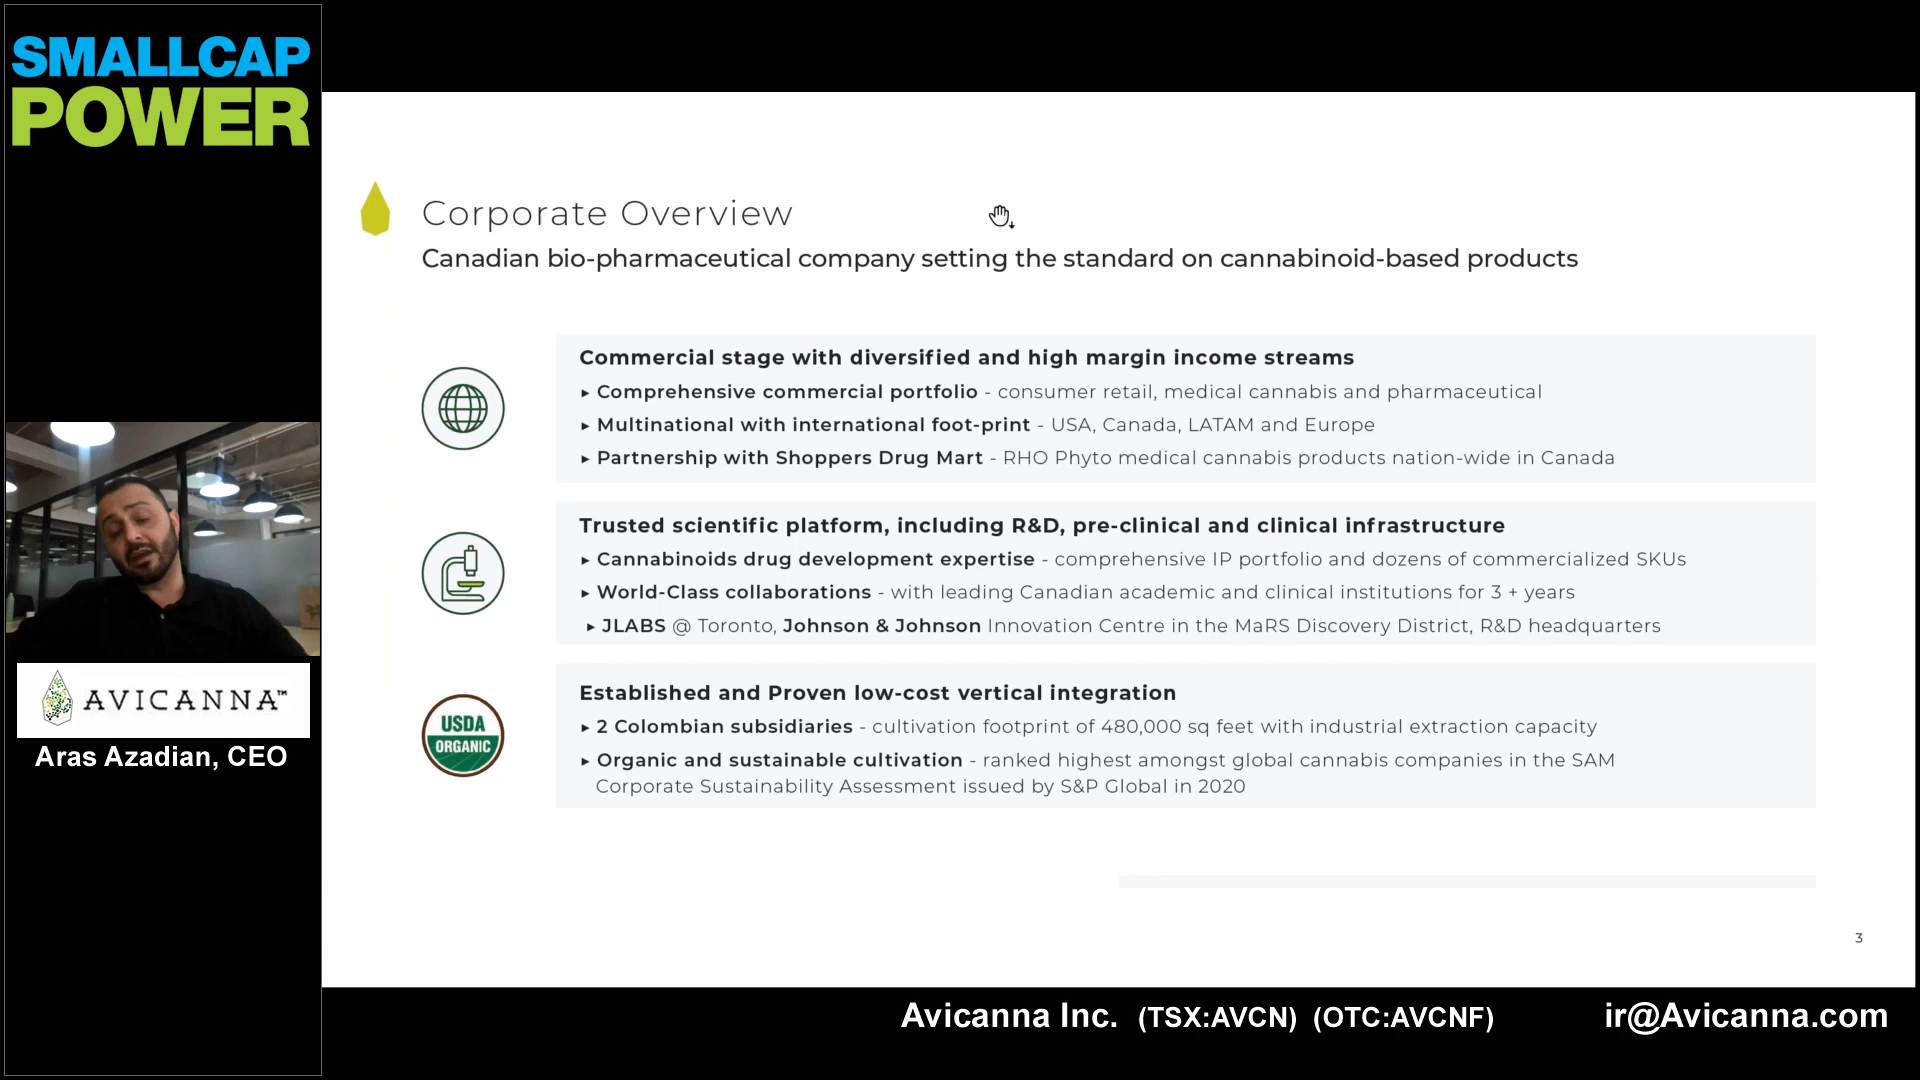 SMALLCAP
POWER
Corporate Overview
Canadian bio-pharmaceutical company setting the standard on cannabinoid-based products
Commercial stage with diversified and high margin income streams
▸ Comprehensive commercial portfolio - consumer retail, medical cannabis and pharmaceutical
▸ Multinational with international foot-print - USA, Canada, LATAM and Europe
▸ Partnership with Shoppers Drug Mart - RHO Phyto medical cannabis products nation-wide in Canada
Trusted scientific platform, including R&D, pre-clinical and clinical infrastructure
▸ Cannabinoids drug development expertise - comprehensive IP portfolio and dozens of commercialized SKUs
▸ World-Class collaborations - with leading Canadian academic and clinical institutions for 3 + years
▸ JLABS @ Toronto, Johnson & Johnson Innovation Centre in the MaRS Discovery District, R&D headquarters
USDA
ORGANIC
Established and Proven low-cost vertical integration
▸ 2 Colombian subsidiaries - cultivation footprint of 480,000 sq feet with industrial extraction capacity
▸ Organic and sustainable cultivation - ranked highest amongst global cannabis companies in the SAM
Corporate Sustainability Assessment issued by S&P Global in 2020
3
AVICANNA™
Aras Azadian, CEO
Avicanna Inc. (TSX:AVCN) (OTC:AVCNF)
ir@Avicanna.com